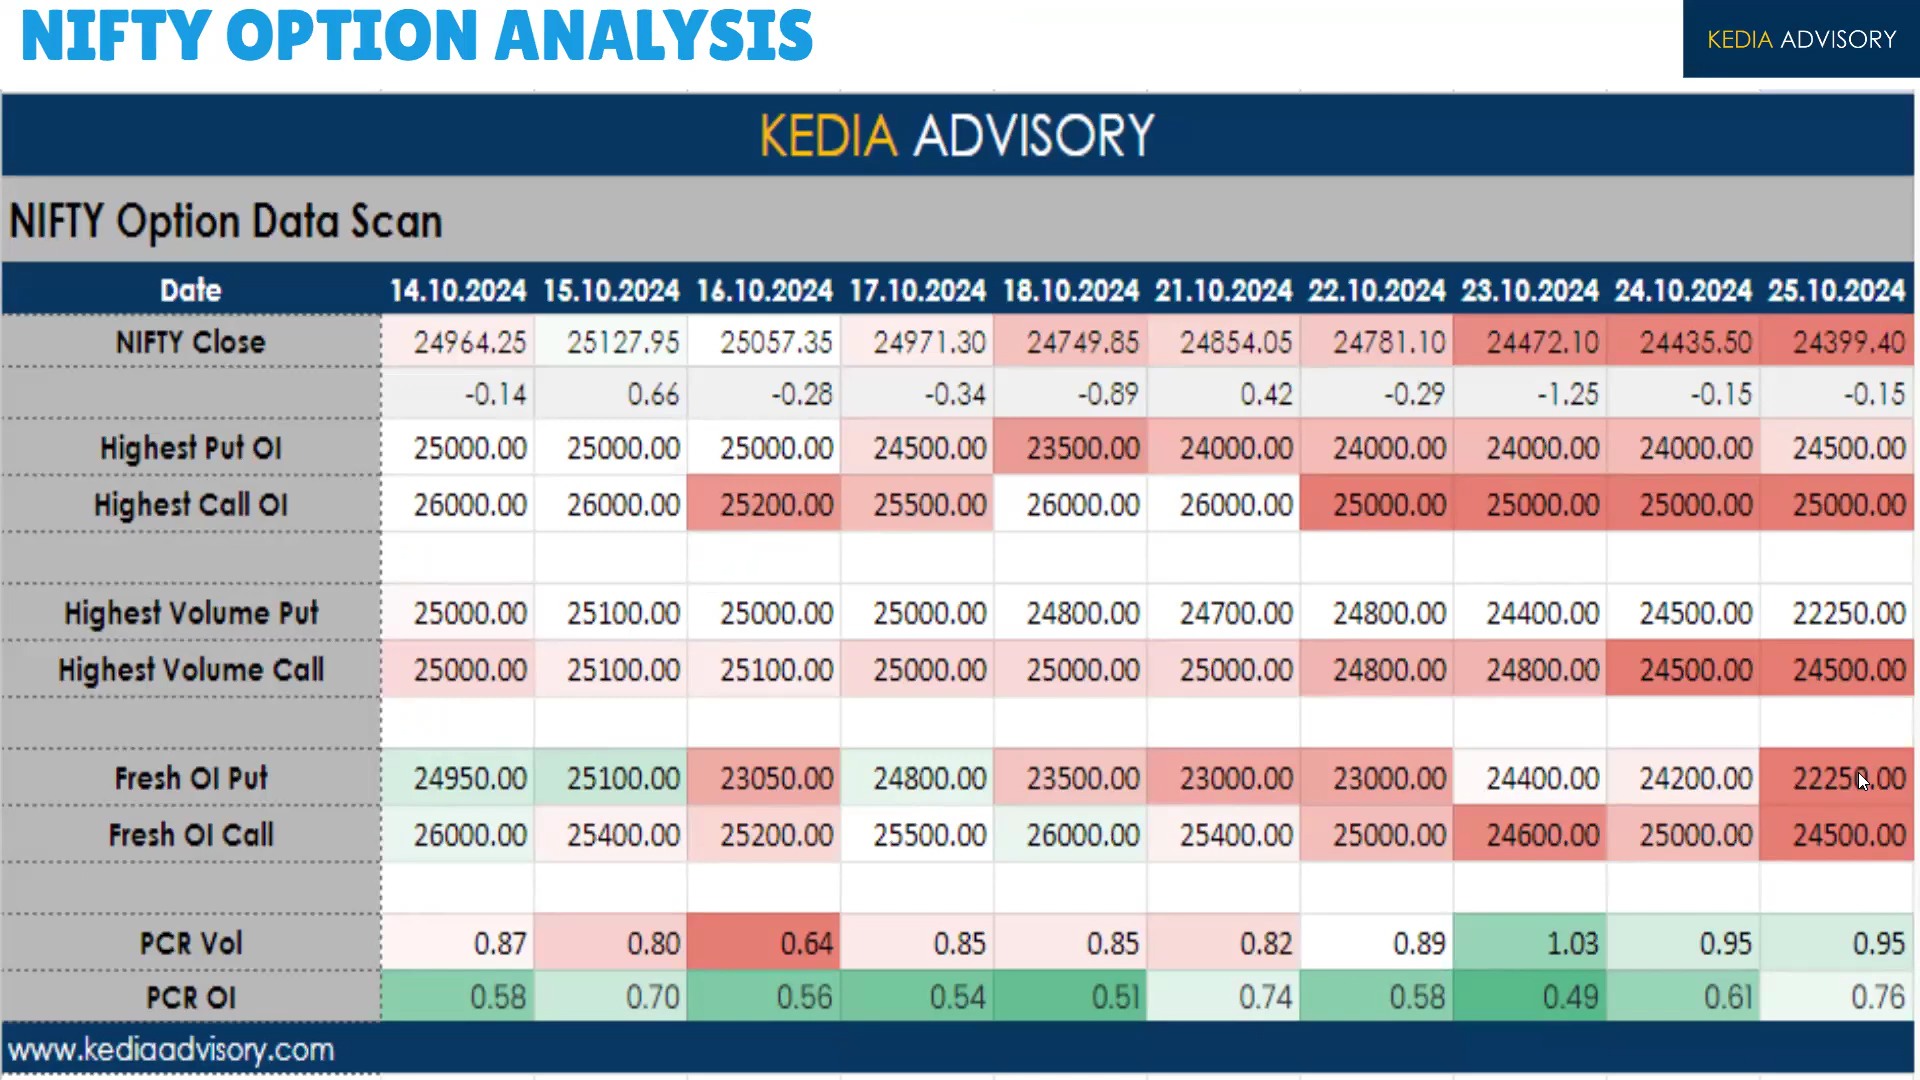 NIFTY OPTION ANALYSIS
KEDIA ADVISORY
KEDIA ADVISORY
NIFTY Option Data Scan
Date 14.10.2024 15.10.2024 16.10.2024 17.10.2024 18.10.2024 21.10.2024 22.10.2024 23.10.2024 24.10.2024 25.10.2024
NIFTY Close 24964.25 25127.95 25057.35 24971.30 24749.85 24854.05 24781.10 24472.10 24435.50 24399.40
-0.14 0.66 -0.28 -0.34 -0.89 0.42 -0.29 -1.25 -0.15 -0.15
Highest Put OI 25000.00 25000.00 25000.00 24500.00 23500.00 24000.00 24000.00 24000.00 24000.00 24500.00
Highest Call OI 26000.00 26000.00 25200.00 25500.00 26000.00 26000.00 25000.00 25000.00 25000.00 25000.00
Highest Volume Put 25000.00 25100.00 25000.00 25000.00 24800.00 24700.00 24800.00 24400.00 24500.00 22250.00
Highest Volume Call 25000.00 25100.00 25100.00 25000.00 25000.00 25000.00 24800.00 24800.00 24500.00 24500.00
Fresh OI Put 24950.00 25100.00 23050.00 24800.00 23500.00 23000.00 23000.00 24400.00 24200.00 22250.00
Fresh OI Call 26000.00 25400.00 25200.00 25500.00 26000.00 25400.00 25000.00 24600.00 25000.00 24500.00
PCR Vol 0.87 0.80 0.64 0.85 0.85 0.82 0.89 1.03 0.95 0.95
PCR OI 0.58 0.70 0.56 0.54 0.51 0.74 0.58 0.49 0.61 0.76
www.kediaadvisory.com